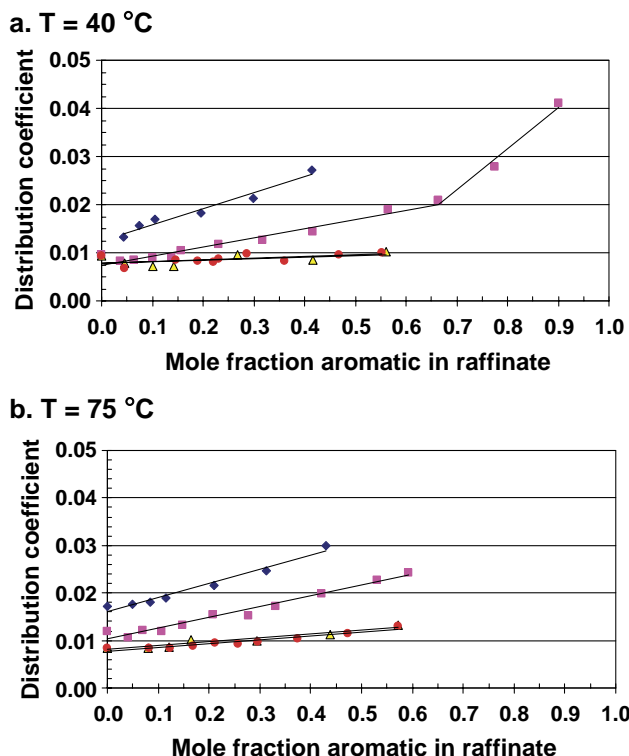 a. T = 40 °C
Distribution coefficient
0.05
0.04
0.03
0.02
0.01
0.00
0.0 0.1 0.2 0.3 0.4 0.5 0.6 0.7 0.8 0.9 1.0
Mole fraction aromatic in raffinate
b. T = 75 °C
Distribution coefficient
0.05
0.04
0.03
0.02
0.01
0.00
0.0 0.1 0.2 0.3 0.4 0.5 0.6 0.7 0.8 0.9 1.0
Mole fraction aromatic in raffinate